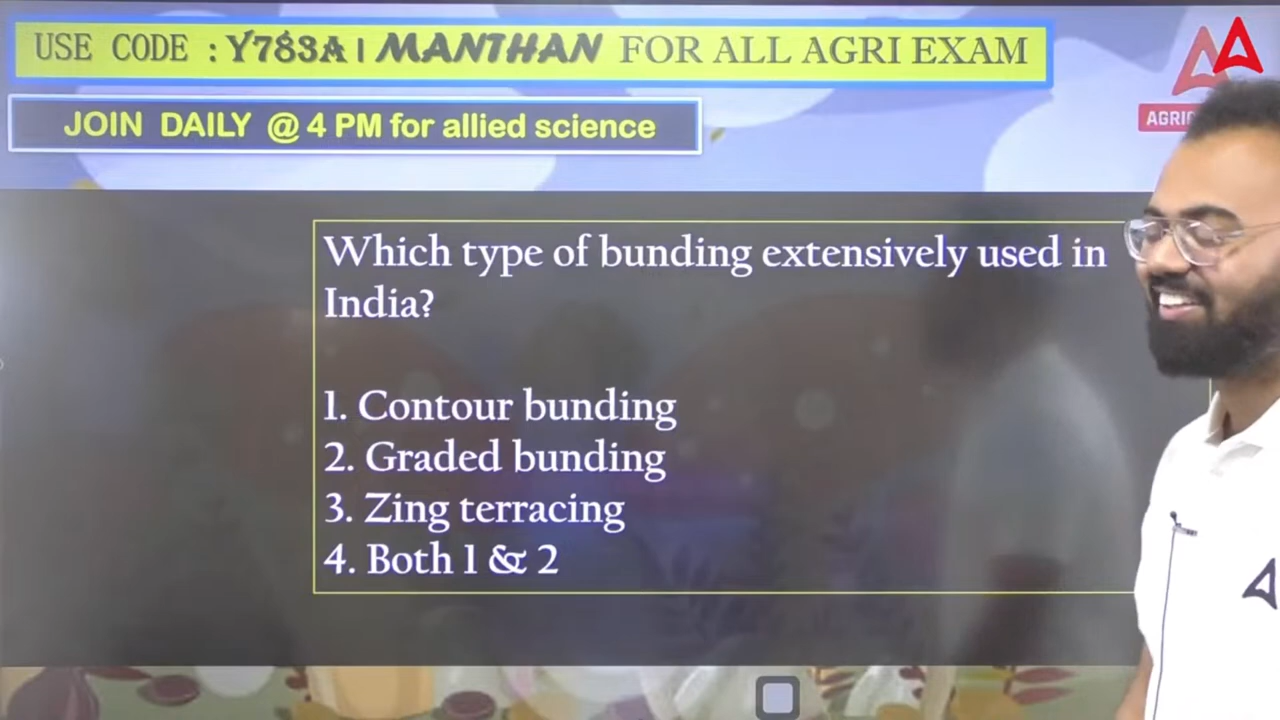 USE CODE : Y783A | MANTHAN FOR ALL AGRI EXAM
JOIN DAILY @ 4 PM for allied science
Which type of bunding extensively used in
India?
1. Contour bunding
2. Graded bunding
3. Zing terracing
4. Both 1 & 2